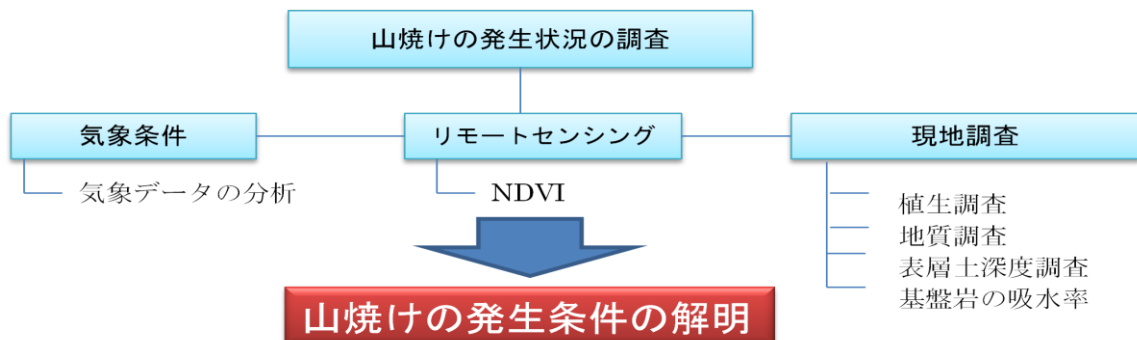 山焼けの発生状況の調査
気象条件
リモートセンシング
現地調査
気象データの分析
NDVI
植生調査
地質調査
表層土深度調査
基盤岩の吸水率
山焼けの発生条件の解明